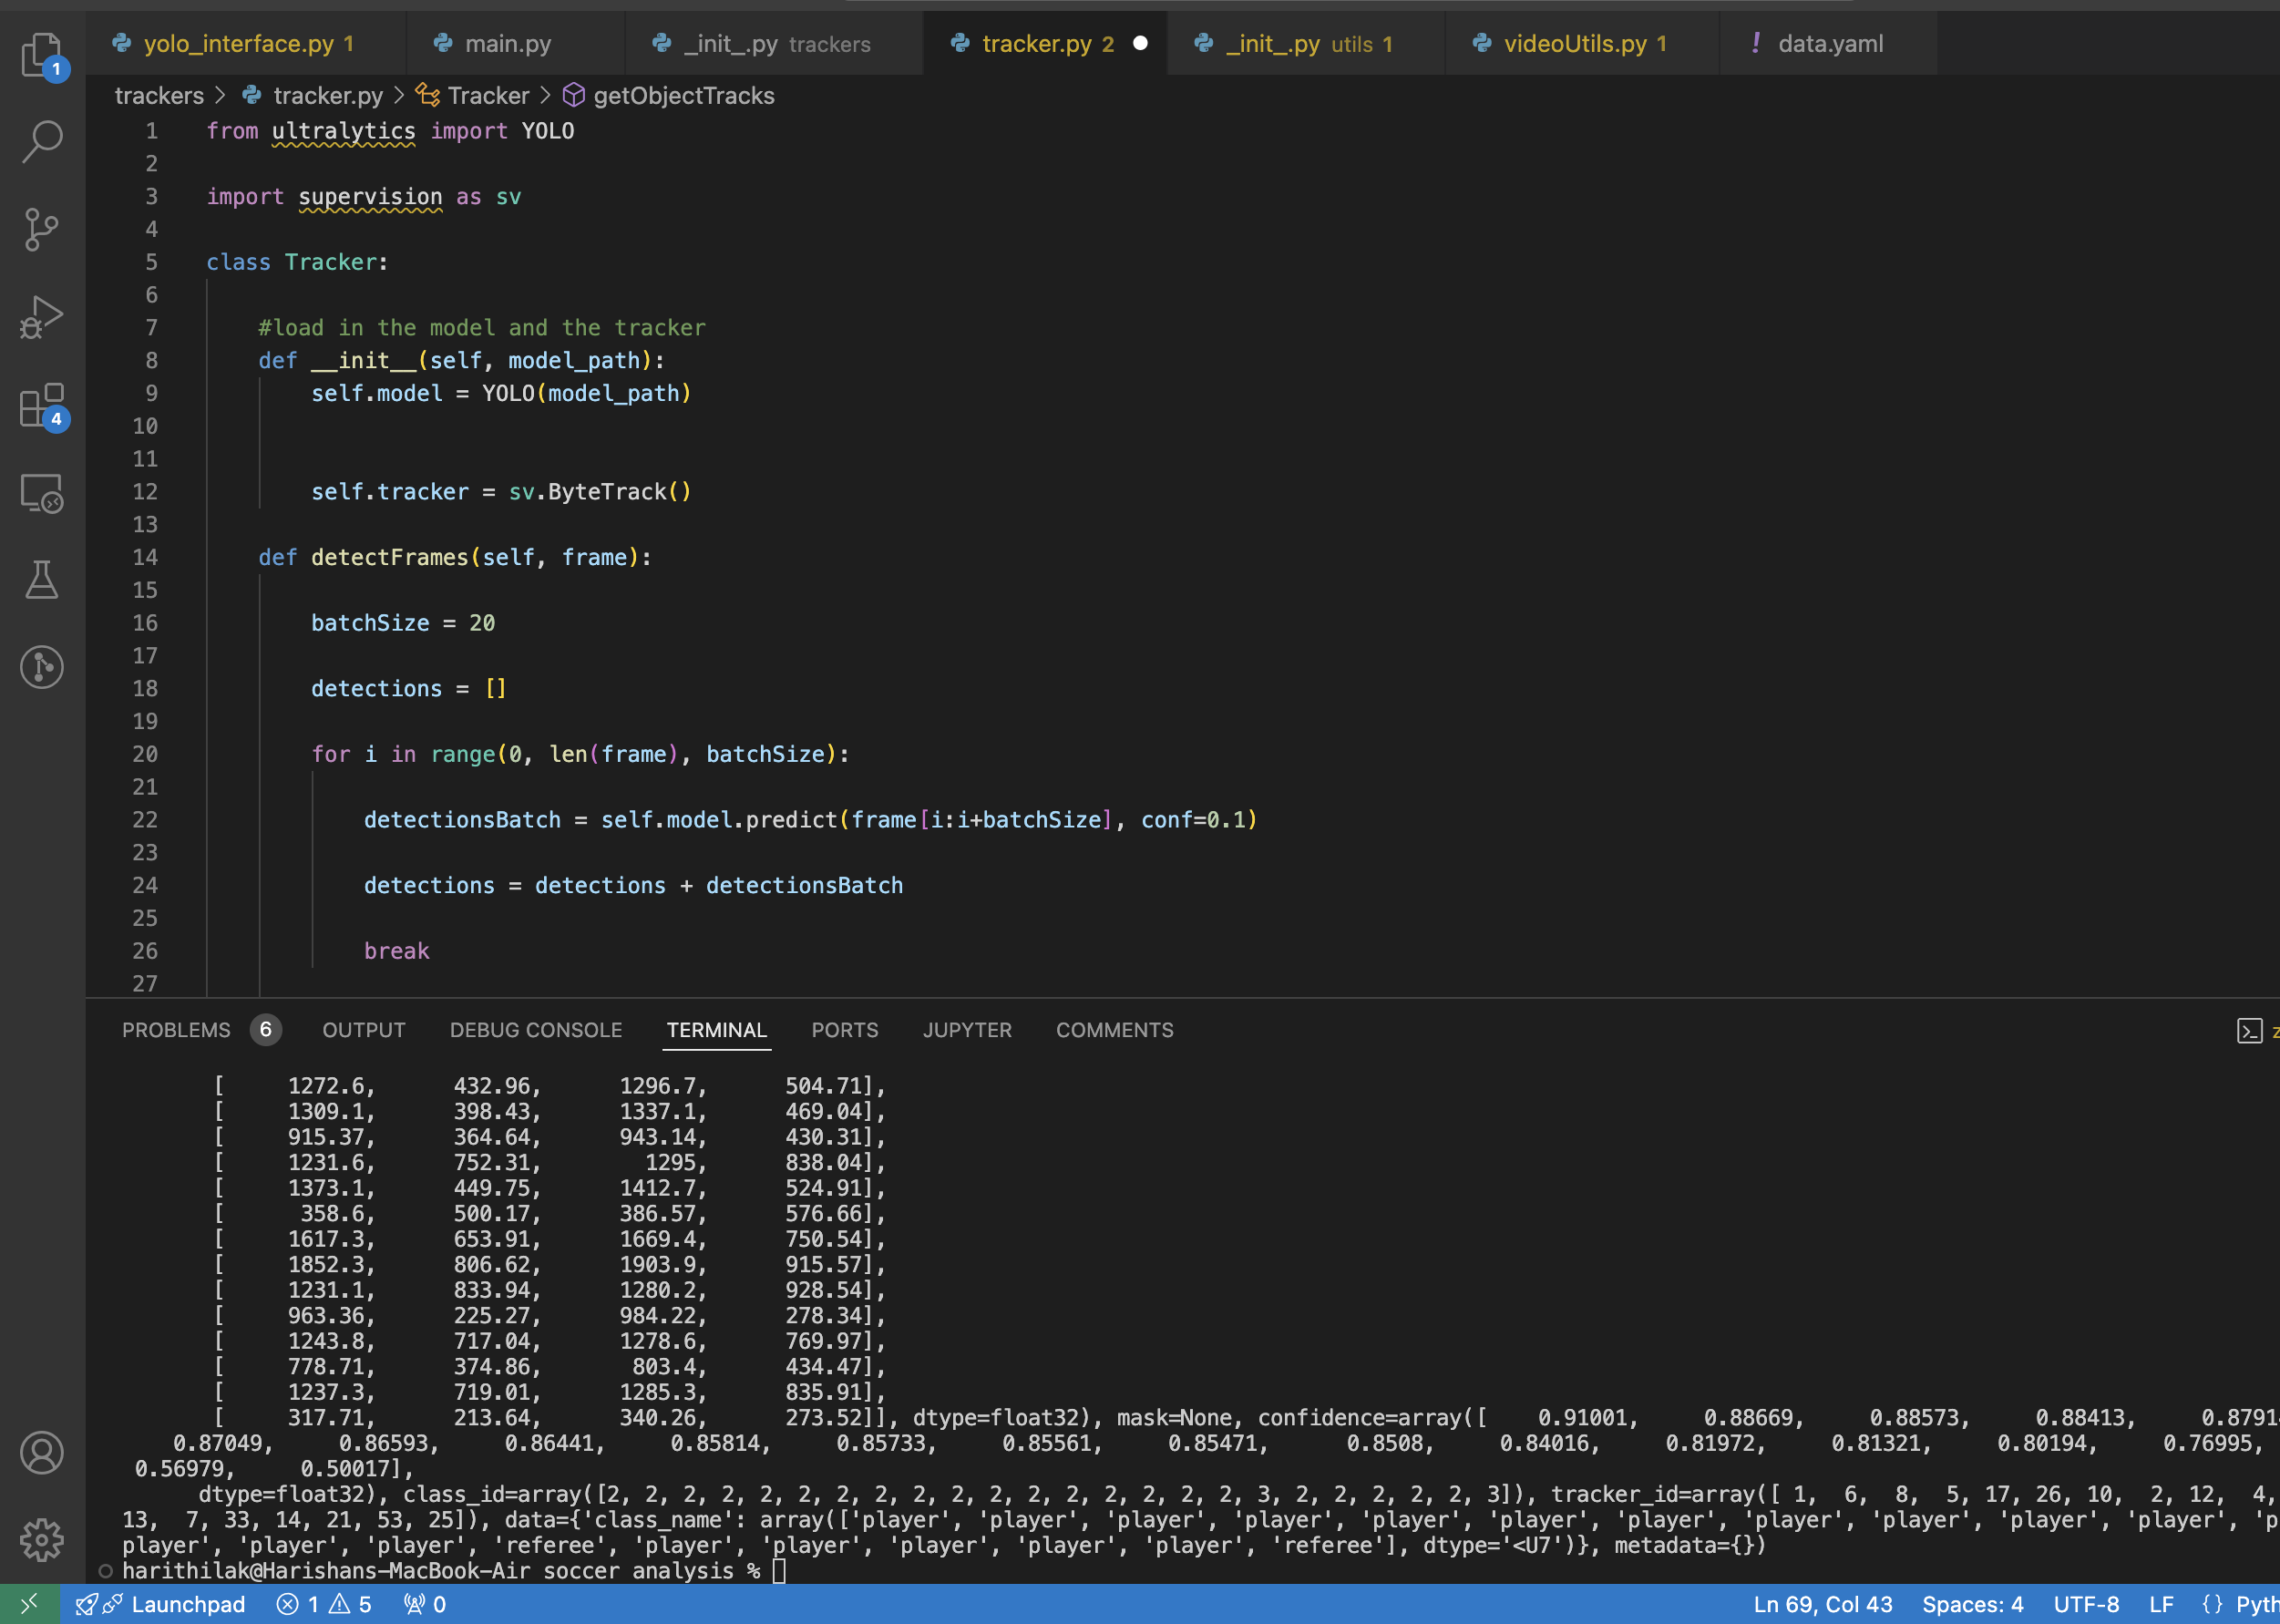 yolo_interface.py 1 main.py _init_.py trackers tracker.py 2 _init_.py utils 1 videoUtils.py 1 ! data.yaml
1
trackers > tracker.py > Tracker > getObjectTracks
1 from ultralytics import YOLO
2
3 import supervision as sv
4
5 class Tracker:
6
7 #load in the model and the tracker
8 def __init__(self, model_path):
9 self.model = YOLO(model_path)
10
11
12 self.tracker = sv.ByteTrack()
13
14 def detectFrames(self, frame):
15
16 batchSize = 20
17
18 detections = []
19
20 for i in range(0, len(frame), batchSize):
21
22 detectionsBatch = self.model.predict(frame[i:i+batchSize], conf=0.1)
23
24 detections = detections + detectionsBatch
25
26 break
27
4
PROBLEMS 6 OUTPUT DEBUG CONSOLE TERMINAL PORTS JUPYTER COMMENTS
[ 1272.6, 432.96, 1296.7, 504.71],
[ 1309.1, 398.43, 1337.1, 469.04],
[ 915.37, 364.64, 943.14, 430.31],
[ 1231.6, 752.31, 1295, 838.04],
[ 1373.1, 449.75, 1412.7, 524.91],
[ 358.6, 500.17, 386.57, 576.66],
[ 1617.3, 653.91, 1669.4, 750.54],
[ 1852.3, 806.62, 1903.9, 915.57],
[ 1231.1, 833.94, 1280.2, 928.54],
[ 963.36, 225.27, 984.22, 278.34],
[ 1243.8, 717.04, 1278.6, 769.97],
[ 778.71, 374.86, 803.4, 434.47],
[ 1237.3, 719.01, 1285.3, 835.91],
[ 317.71, 213.64, 340.26, 273.52]], dtype=float32), mask=None, confidence=array([ 0.91001, 0.88669, 0.88573, 0.88413, 0.8791
0.87049, 0.86593, 0.86441, 0.85814, 0.85733, 0.85561, 0.85471, 0.8508, 0.84016, 0.81972, 0.81321, 0.80194, 0.76995,
0.56979, 0.50017],
dtype=float32), class_id=array([2, 2, 2, 2, 2, 2, 2, 2, 2, 2, 2, 2, 2, 2, 2, 2, 2, 3, 2, 2, 2, 2, 2, 3]), tracker_id=array([ 1, 6, 8, 5, 17, 26, 10, 2, 12, 4,
13, 7, 33, 14, 21, 53, 25]), data={'class_name': array(['player', 'player', 'player', 'player', 'player', 'player', 'player', 'player', 'player', 'player', 'player', 'p
player', 'player', 'player', 'referee', 'player', 'player', 'player', 'player', 'player', 'referee'], dtype='<U7')}, metadata={})
harithilak@Harishans-MacBook-Air soccer analysis %
Launchpad 1 5 0 Ln 69, Col 43 Spaces: 4 UTF-8 LF {} Pyth